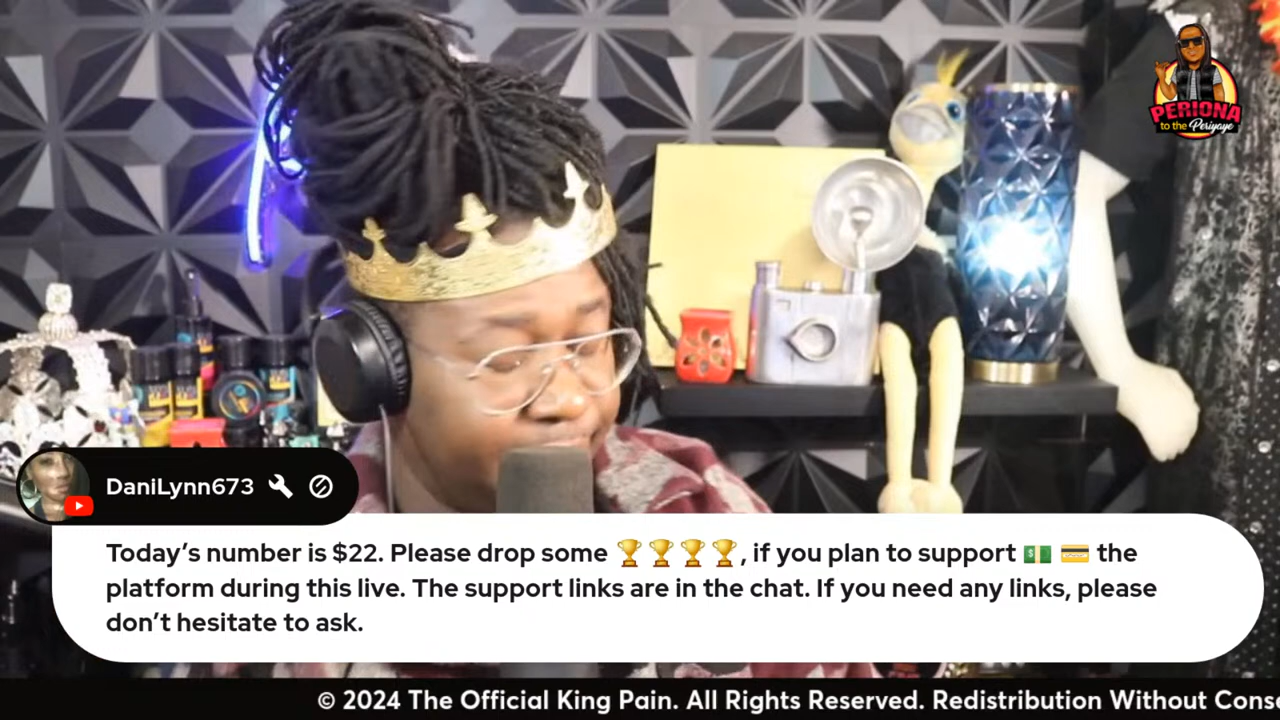 PERIONA
to the Periyaye
DaniLynn673
Today's number is $22. Please drop some 🏆🏆🏆🏆, if you plan to support 💵 💳 the
platform during this live. The support links are in the chat. If you need any links, please
don't hesitate to ask.
© 2024 The Official King Pain. All Rights Reserved. Redistribution Without Conse